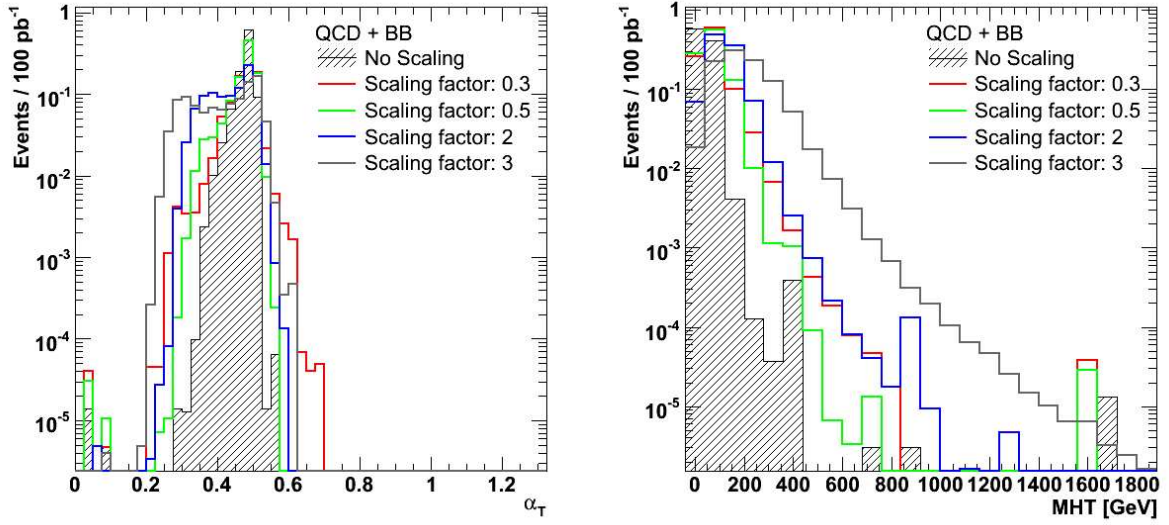 Events / 100 pb⁻¹
1
10⁻¹
10⁻²
10⁻³
10⁻⁴
10⁻⁵
QCD + BB
No Scaling
Scaling factor: 0.3
Scaling factor: 0.5
Scaling factor: 2
Scaling factor: 3
0 0.2 0.4 0.6 0.8 1 1.2
α_T
Events / 100 pb⁻¹
1
10⁻¹
10⁻²
10⁻³
10⁻⁴
10⁻⁵
QCD + BB
No Scaling
Scaling factor: 0.3
Scaling factor: 0.5
Scaling factor: 2
Scaling factor: 3
0 200 400 600 800 1000 1200 1400 1600 1800
MHT [GeV]